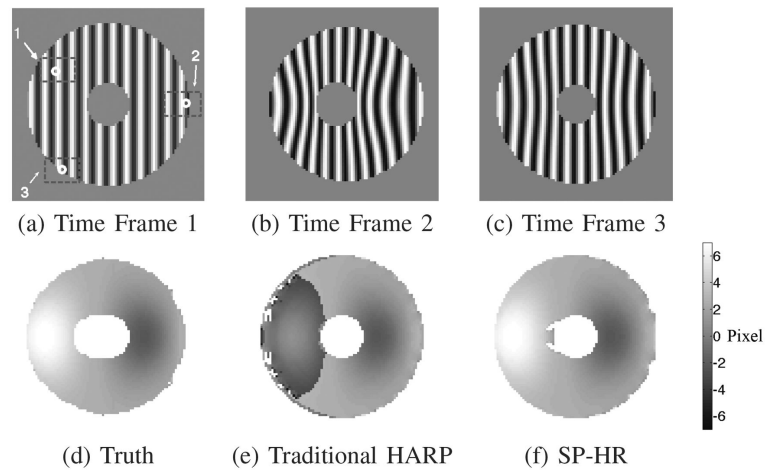 1
2
3
(a) Time Frame 1
(b) Time Frame 2
(c) Time Frame 3
6
4
2
0
-2
-4
-6
Pixel
(d) Truth
(e) Traditional HARP
(f) SP-HR